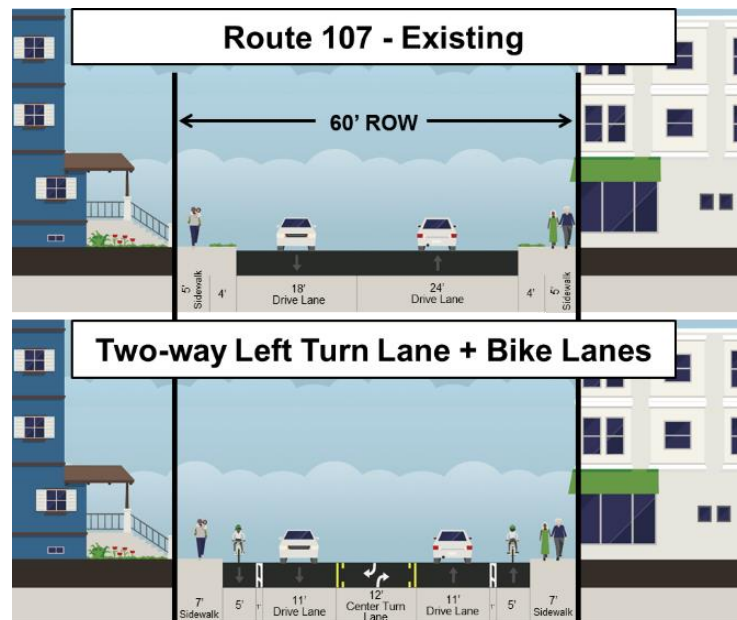 Route 107 - Existing
60' ROW
5' Sidewalk
4'
18'
Drive Lane
24'
Drive Lane
4'
5' Sidewalk
Two-way Left Turn Lane + Bike Lanes
7'
Sidewalk
5'
11'
Drive Lane
12'
Center Turn
Lane
11'
Drive Lane
5'
7'
Sidewalk